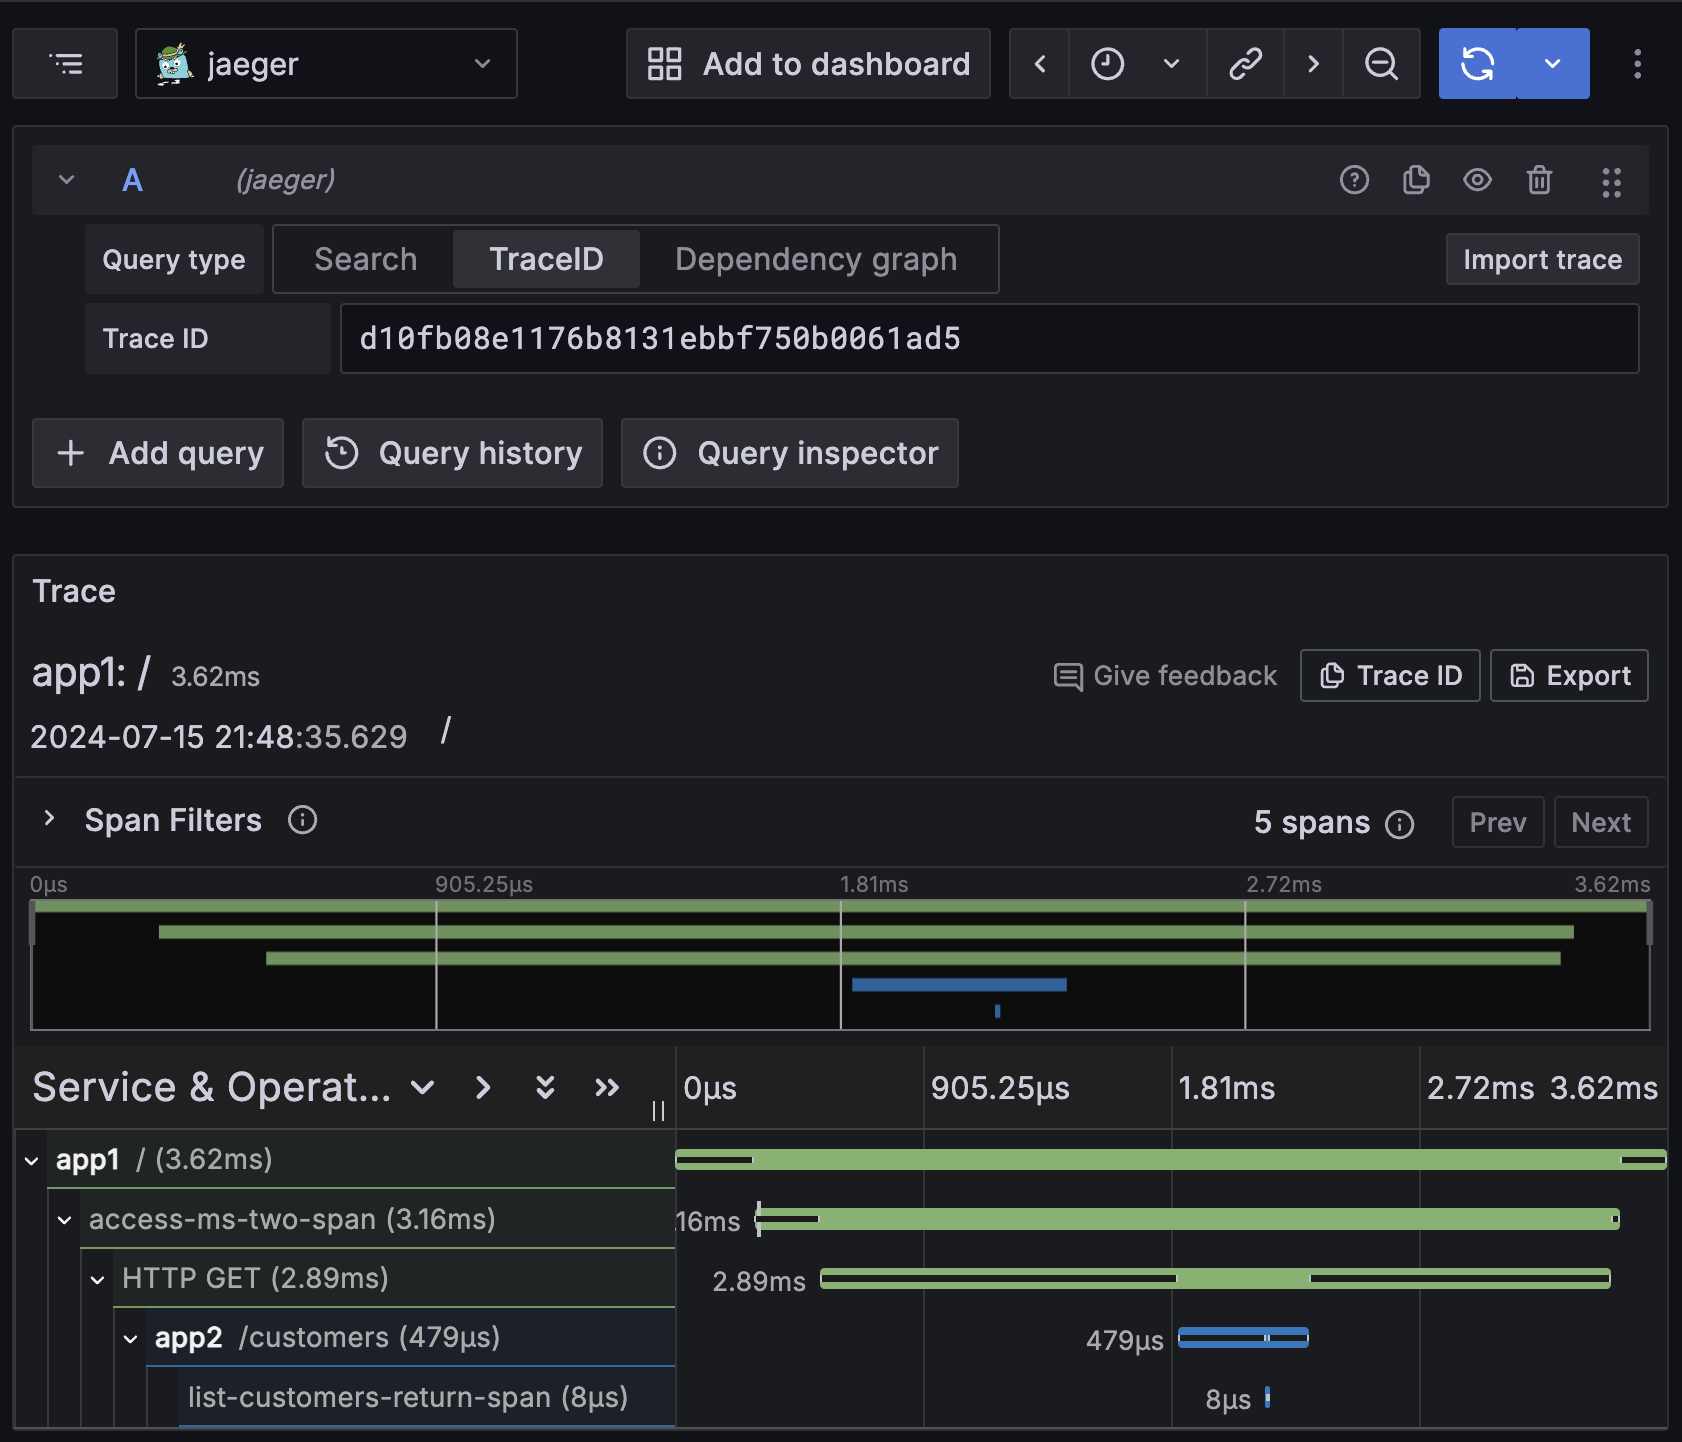 jaeger Add to dashboard
A (jaeger)
Query type Search TraceID Dependency graph Import trace
Trace ID d10fb08e1176b8131ebbf750b0061ad5
Add query Query history Query inspector
Trace
app1: / 3.62ms Give feedback Trace ID Export
2024-07-15 21:48:35.629 /
Span Filters 5 spans Prev Next
0μs 905.25μs 1.81ms 2.72ms 3.62ms
Service & Operat... 0μs 905.25μs 1.81ms 2.72ms 3.62ms
app1 / (3.62ms)
access-ms-two-span (3.16ms) 16ms
HTTP GET (2.89ms) 2.89ms
app2 /customers (479μs) 479μs
list-customers-return-span (8μs) 8μs